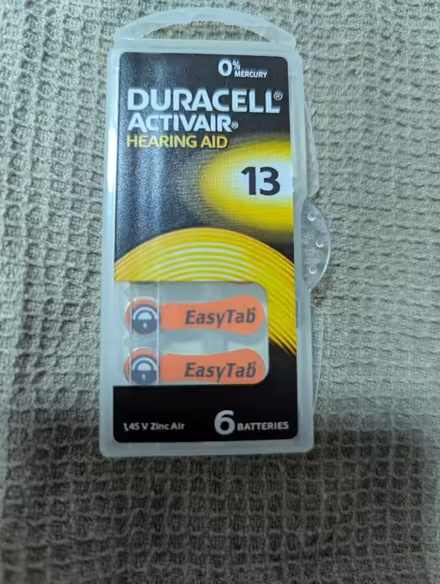 0% MERCURY
DURACELL®
ACTIVAIR®
HEARING AID
13
EasyTab
EasyTab
1,45 V Zinc Air
6 BATTERIES